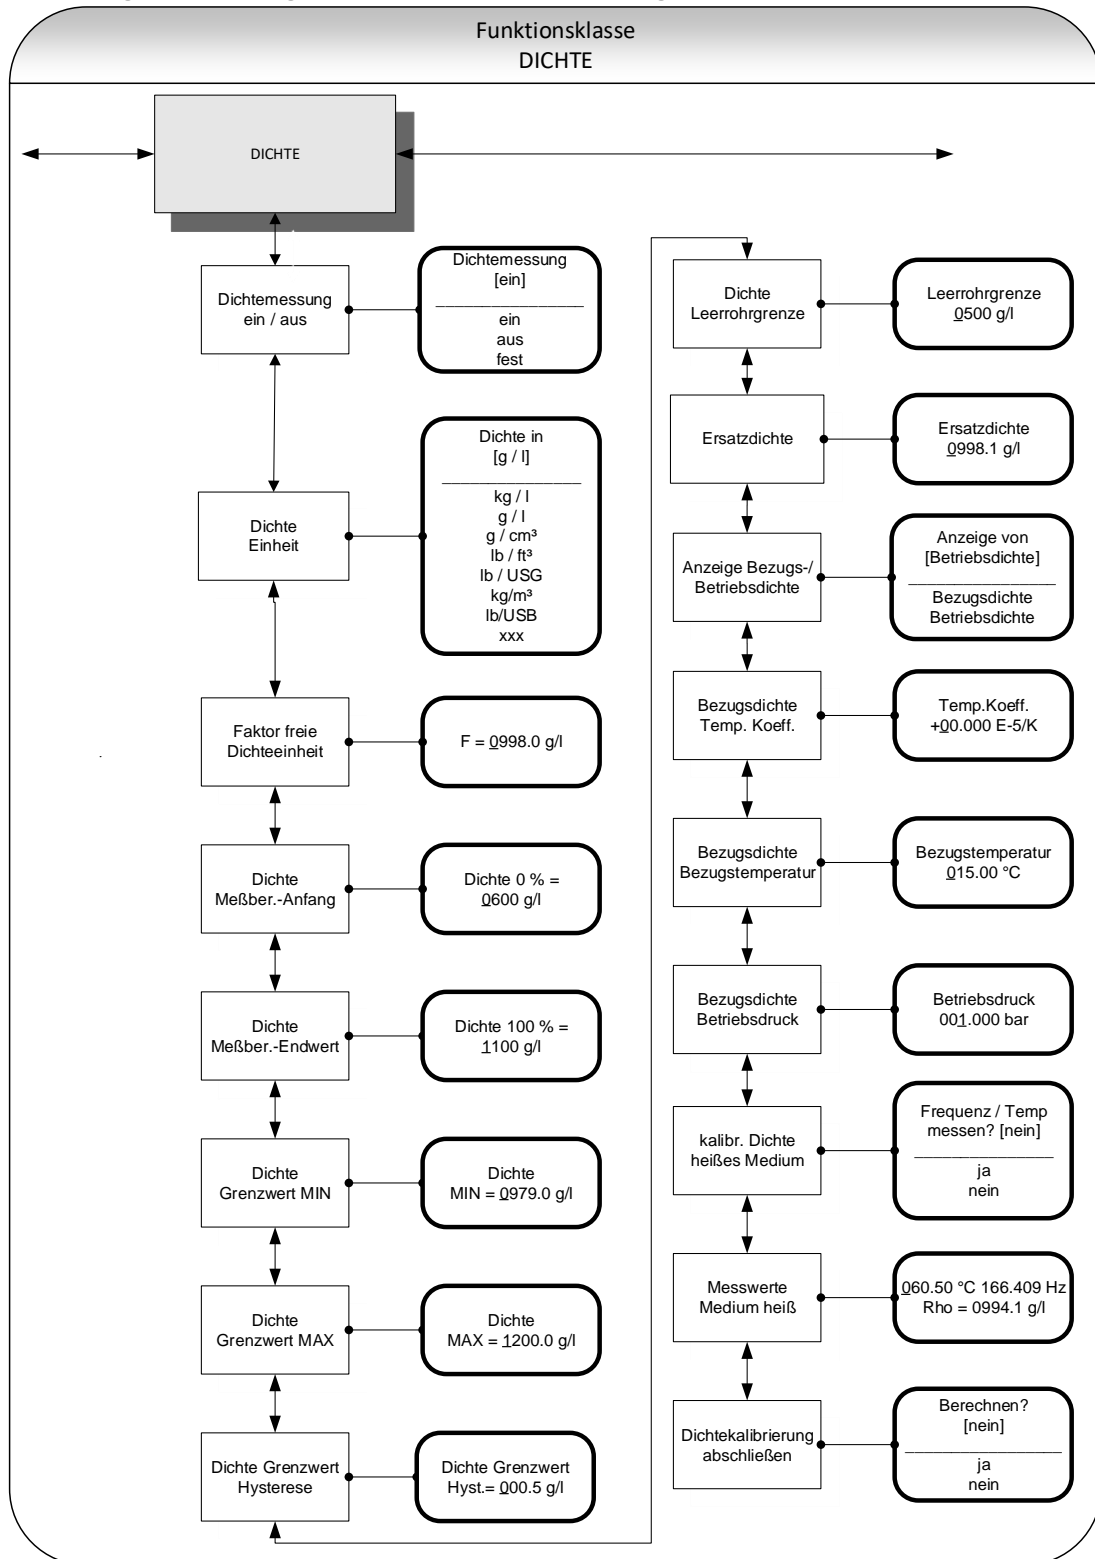 Funktionsklasse
DICHTE
DICHTE
Dichtemessung
ein / aus
Dichtemessung
[ein]
ein
aus
fest
Dichte
Einheit
Dichte in
[g / l]
kg / l
g / l
g / cm³
lb / ft³
lb / USG
kg/m³
lb/USB
xxx
Faktor freie
Dichteeinheit
F = 0998.0 g/l
Dichte
Meßber.-Anfang
Dichte 0 % =
0600 g/l
Dichte
Meßber.-Endwert
Dichte 100 % =
1100 g/l
Dichte
Grenzwert MIN
Dichte
MIN = 0979.0 g/l
Dichte
Grenzwert MAX
Dichte
MAX = 1200.0 g/l
Dichte Grenzwert
Hysterese
Dichte Grenzwert
Hyst.= 000.5 g/l
Dichte
Leerrohrgrenze
Leerrohrgrenze
0500 g/l
Ersatzdichte
Ersatzdichte
0998.1 g/l
Anzeige Bezugs-/
Betriebsdichte
Anzeige von
[Betriebsdichte]
Bezugsdichte
Betriebsdichte
Bezugsdichte
Temp. Koeff.
Temp.Koeff.
+00.000 E-5/K
Bezugsdichte
Bezugstemperatur
Bezugstemperatur
015.00 °C
Bezugsdichte
Betriebsdruck
Betriebsdruck
001.000 bar
kalibr. Dichte
heißes Medium
Frequenz / Temp
messen? [nein]
ja
nein
Messwerte
Medium heiß
060.50 °C 166.409 Hz
Rho = 0994.1 g/l
Dichtekalibrierung
abschließen
Berechnen?
[nein]
ja
nein